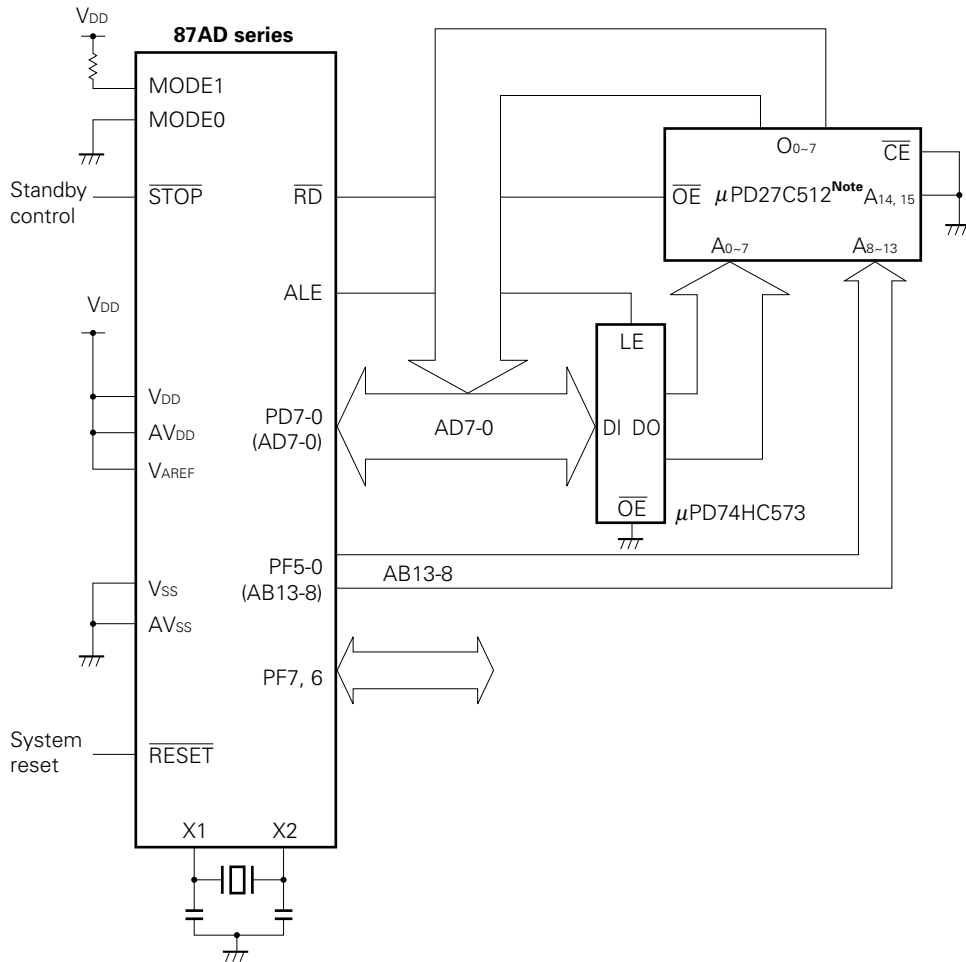 VDD
87AD series
MODE1
MODE0
O0~7
CE
Standby
control
STOP
RD
OE
μPD27C512Note
A14, 15
A0~7
A8~13
ALE
VDD
LE
VDD
AVDD
VAREF
PD7-0
(AD7-0)
AD7-0
DI
DO
OE
μPD74HC573
PF5-0
(AB13-8)
AB13-8
VSS
AVSS
PF7, 6
System
reset
RESET
X1
X2